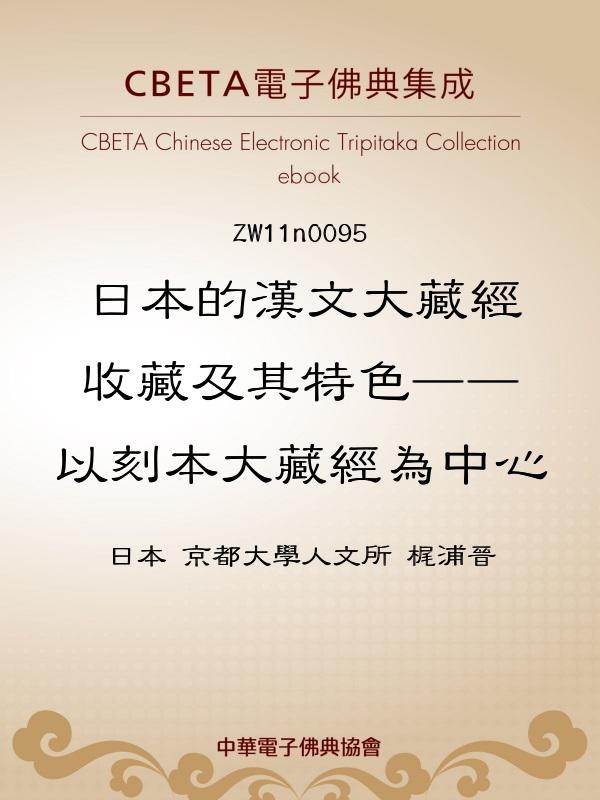 CBETA電子佛典集成
CBETA Chinese Electronic Tripitaka Collection
ebook
ZW11n0095
日本的漢文大藏經
收藏及其特色——
以刻本大藏經為中心
日本 京都大學人文所 梶浦晉
中華電子佛典協會